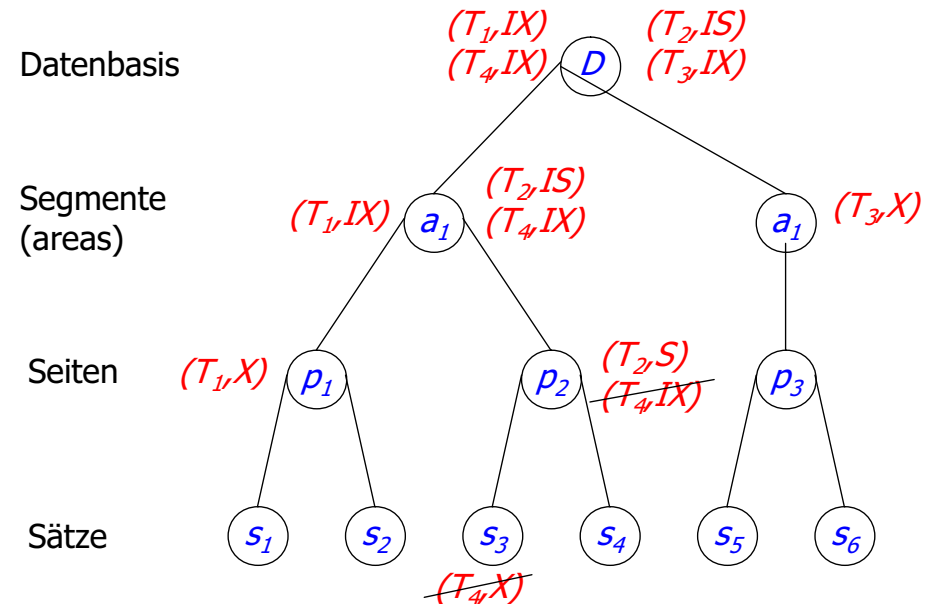 (T1,IX) (T2,IS)
Datenbasis (T4,IX) D (T3,IX)
Segmente (T2,IS)
(areas) (T1,IX) a1 (T4,IX) a1 (T3,X)
Seiten (T1,X) p1 p2 (T2,S) p3
(T4,IX)
Sätze s1 s2 s3 s4 s5 s6
(T4,X)